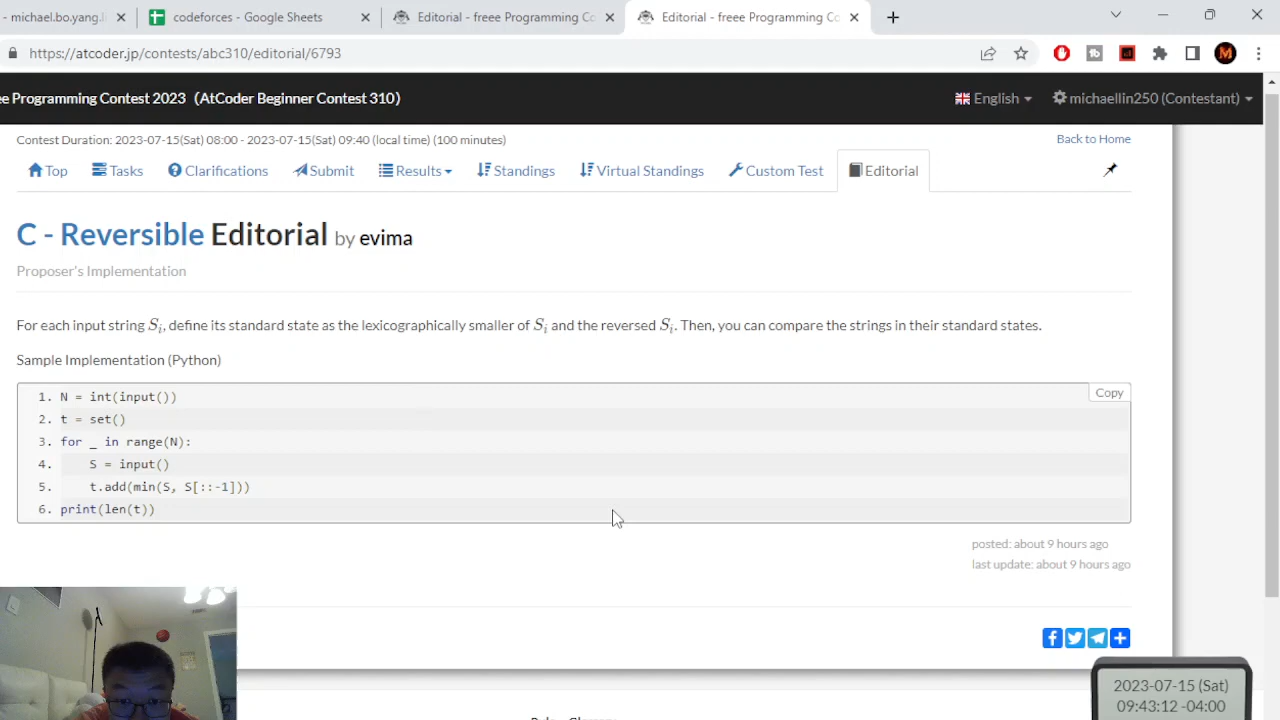 - michael.bo.yang.li
codeforces - Google Sheets
Editorial - freee Programming Co
Editorial - freee Programming Co
https://atcoder.jp/contests/abc310/editorial/6793
ee Programming Contest 2023 (AtCoder Beginner Contest 310)
English
michaellin250 (Contestant)
Contest Duration: 2023-07-15(Sat) 08:00 - 2023-07-15(Sat) 09:40 (local time) (100 minutes)
Back to Home
Top
Tasks
Clarifications
Submit
Results
Standings
Virtual Standings
Custom Test
Editorial
C - Reversible Editorial by evima
Proposer's Implementation
For each input string Si, define its standard state as the lexicographically smaller of Si and the reversed Si. Then, you can compare the strings in their standard states.
Sample Implementation (Python)
Copy
1. N = int(input())
2. t = set()
3. for _ in range(N):
4. S = input()
5. t.add(min(S, S[::-1]))
6. print(len(t))
posted: about 9 hours ago
last update: about 9 hours ago
2023-07-15 (Sat)
09:43:12 -04:00